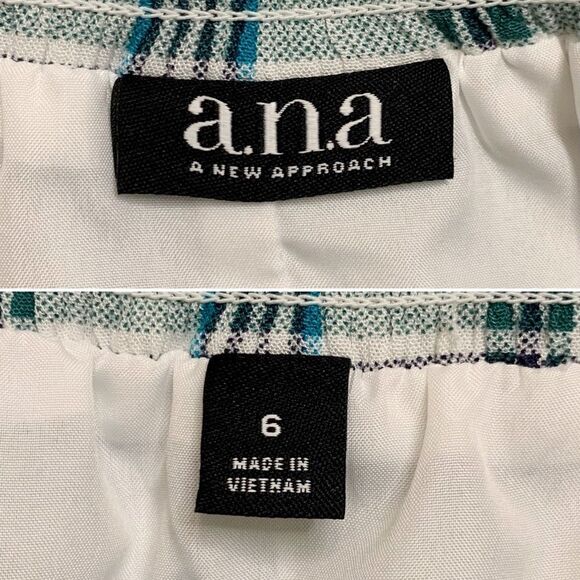 a.n.a
A NEW APPROACH
6
MADE IN
VIETNAM